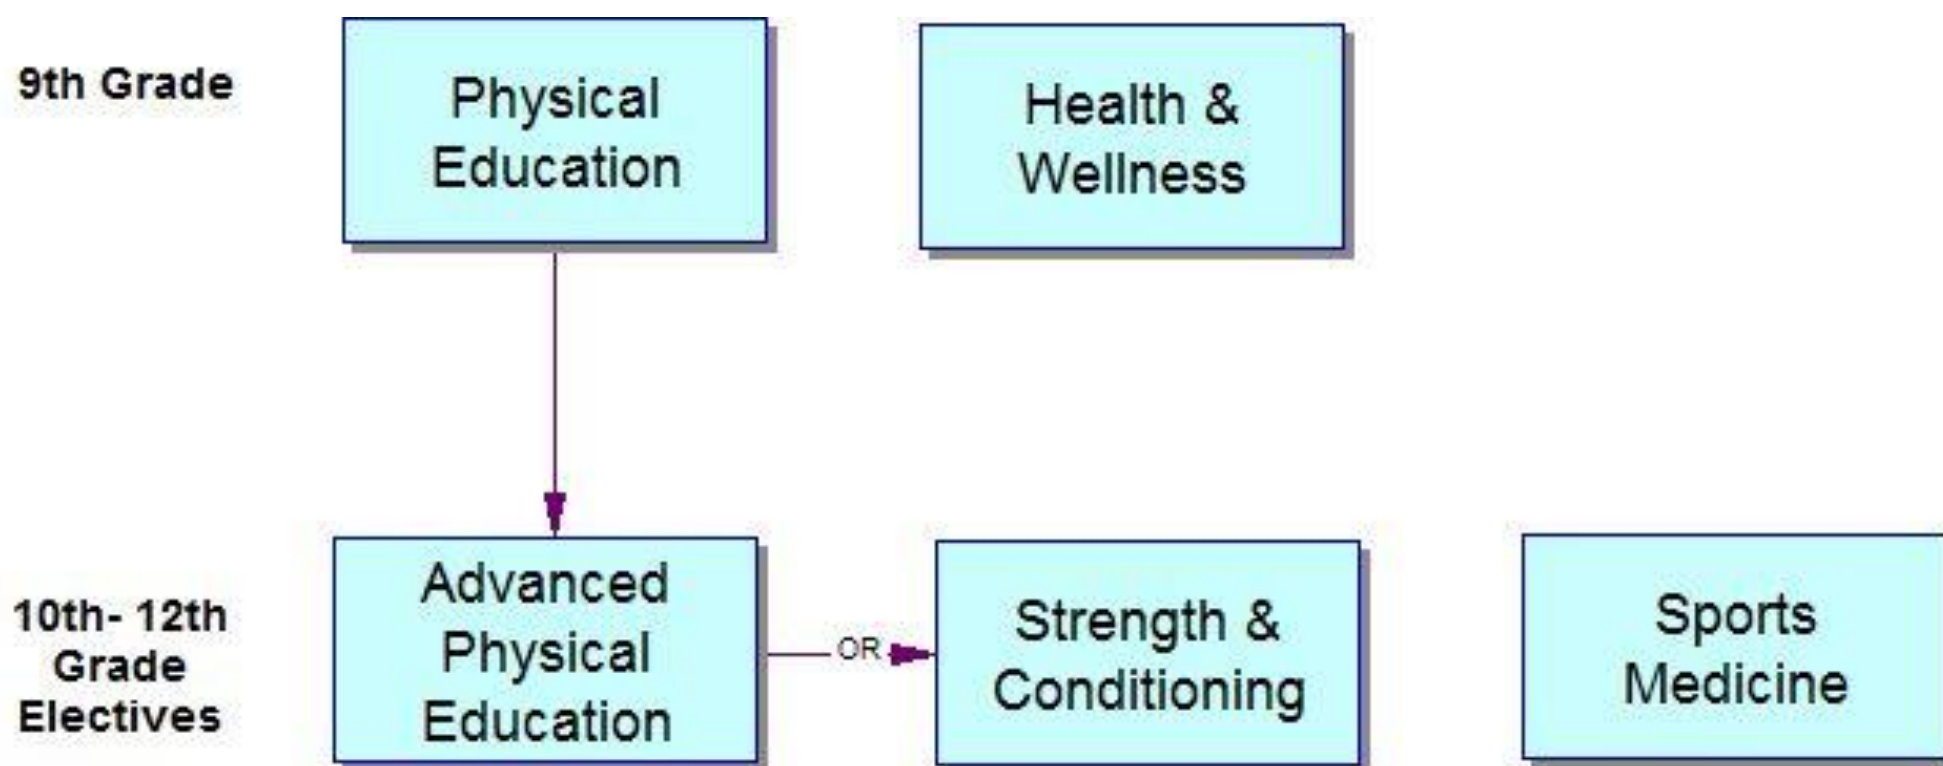 9th Grade
Physical
Education
Health &
Wellness
10th- 12th
Grade
Electives
Advanced
Physical
Education
OR
Strength &
Conditioning
Sports
Medicine